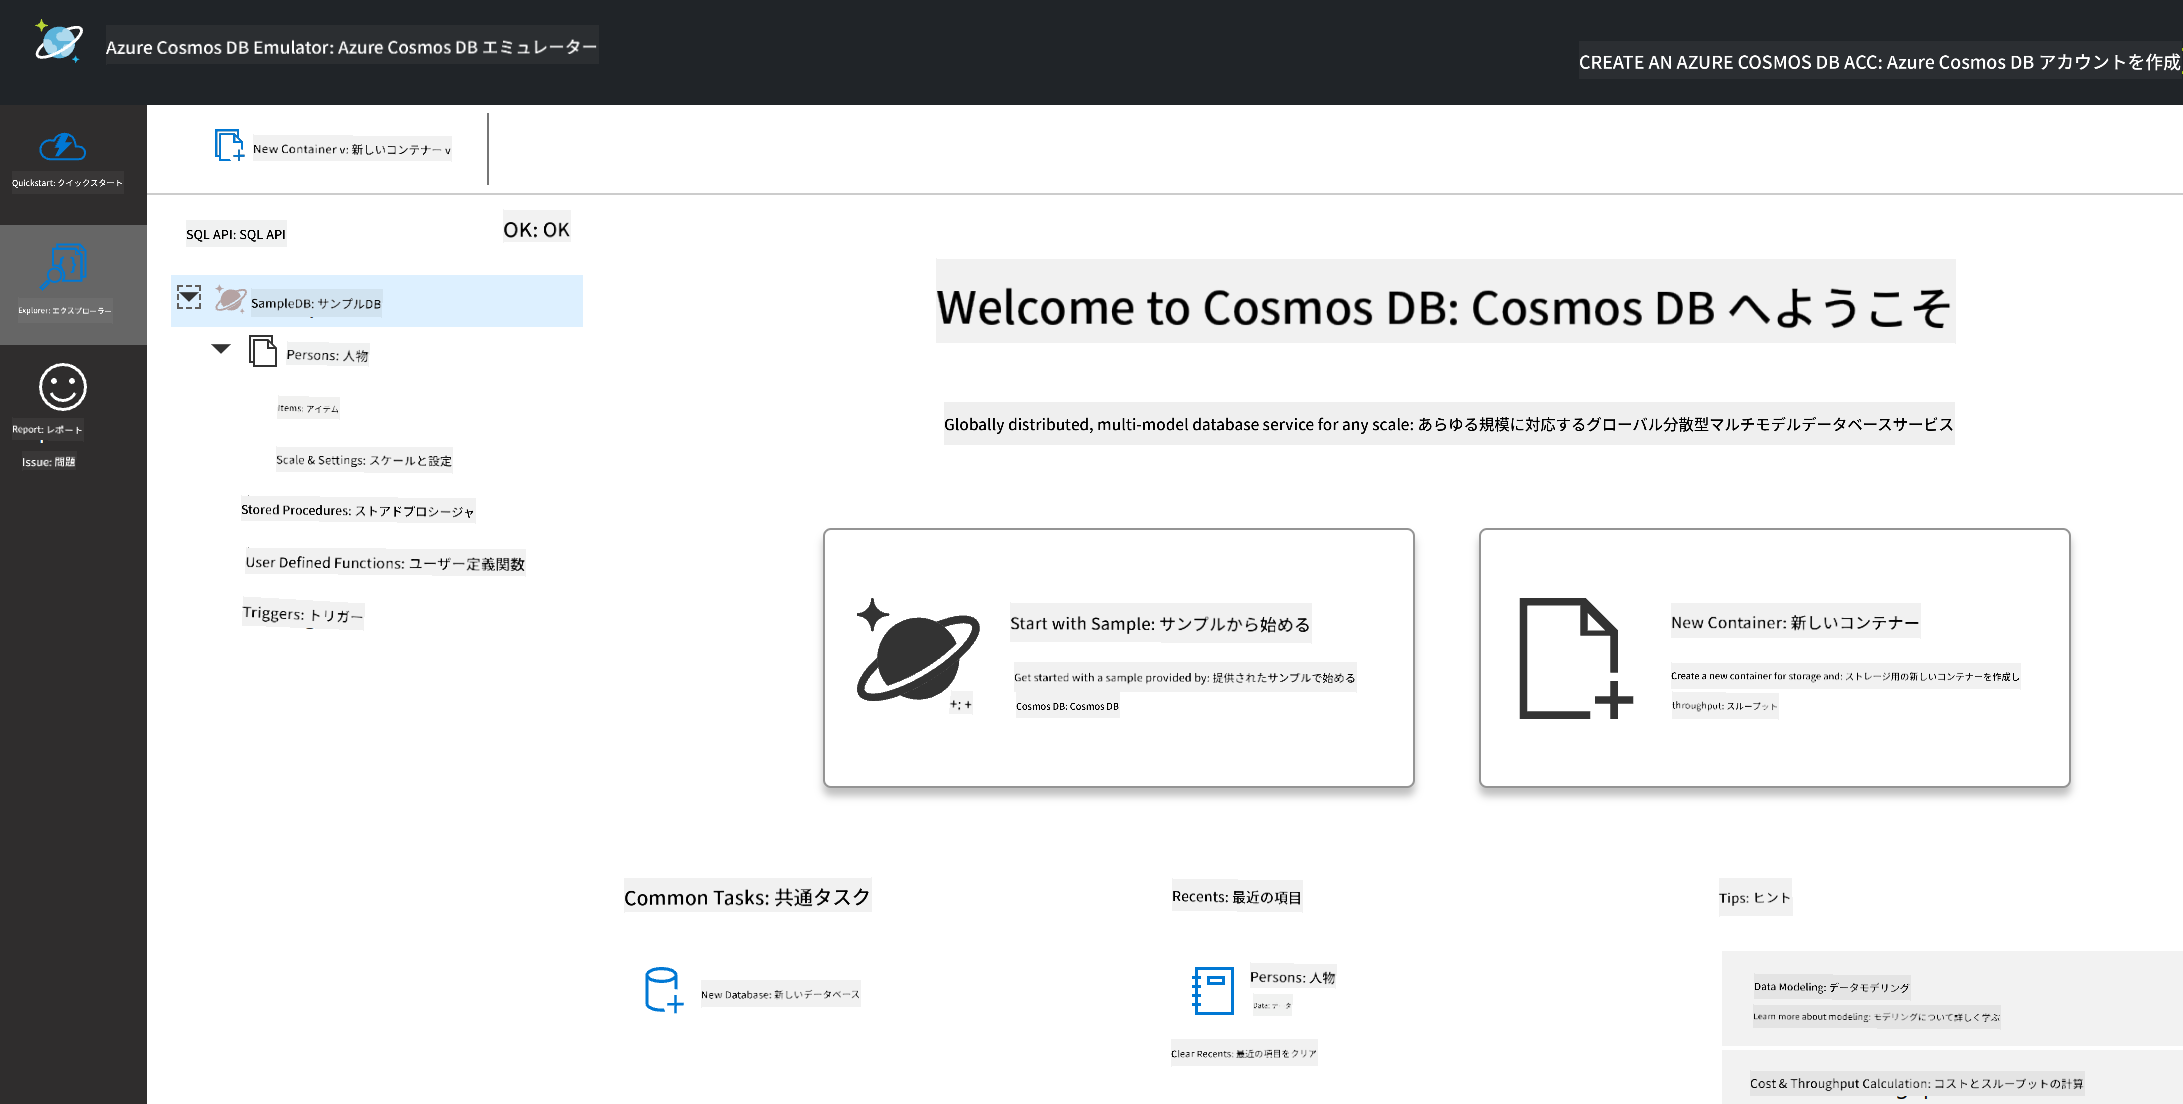 Azure Cosmos DB Emulator: Azure Cosmos DB エミュレーター
CREATE AN AZURE COSMOS DB ACC: Azure Cosmos DB アカウントを作成
Quickstart: クイックスタート
Explorer: エクスプローラー
Report: レポート
Issue: 問題
New Container v: 新しいコンテナー v
SQL API: SQL API
OK: OK
SampleDB: サンプルDB
Persons: 人物
Items: アイテム
Scale & Settings: スケールと設定
Stored Procedures: ストアドプロシージャ
User Defined Functions: ユーザー定義関数
Triggers: トリガー
Welcome to Cosmos DB: Cosmos DB へようこそ
Globally distributed, multi-model database service for any scale: あらゆる規模に対応するグローバル分散型マルチモデルデータベースサービス
Start with Sample: サンプルから始める
Get started with a sample provided by: 提供されたサンプルで始める
Cosmos DB: Cosmos DB
+: +
New Container: 新しいコンテナー
Create a new container for storage and: ストレージ用の新しいコンテナーを作成し
throughput: スループット
Common Tasks: 共通タスク
New Database: 新しいデータベース
Recents: 最近の項目
Persons: 人物
Data: データ
Clear Recents: 最近の項目をクリア
Tips: ヒント
Data Modeling: データモデリング
Learn more about modeling: モデリングについて詳しく学ぶ
Cost & Throughput Calculation: コストとスループットの計算